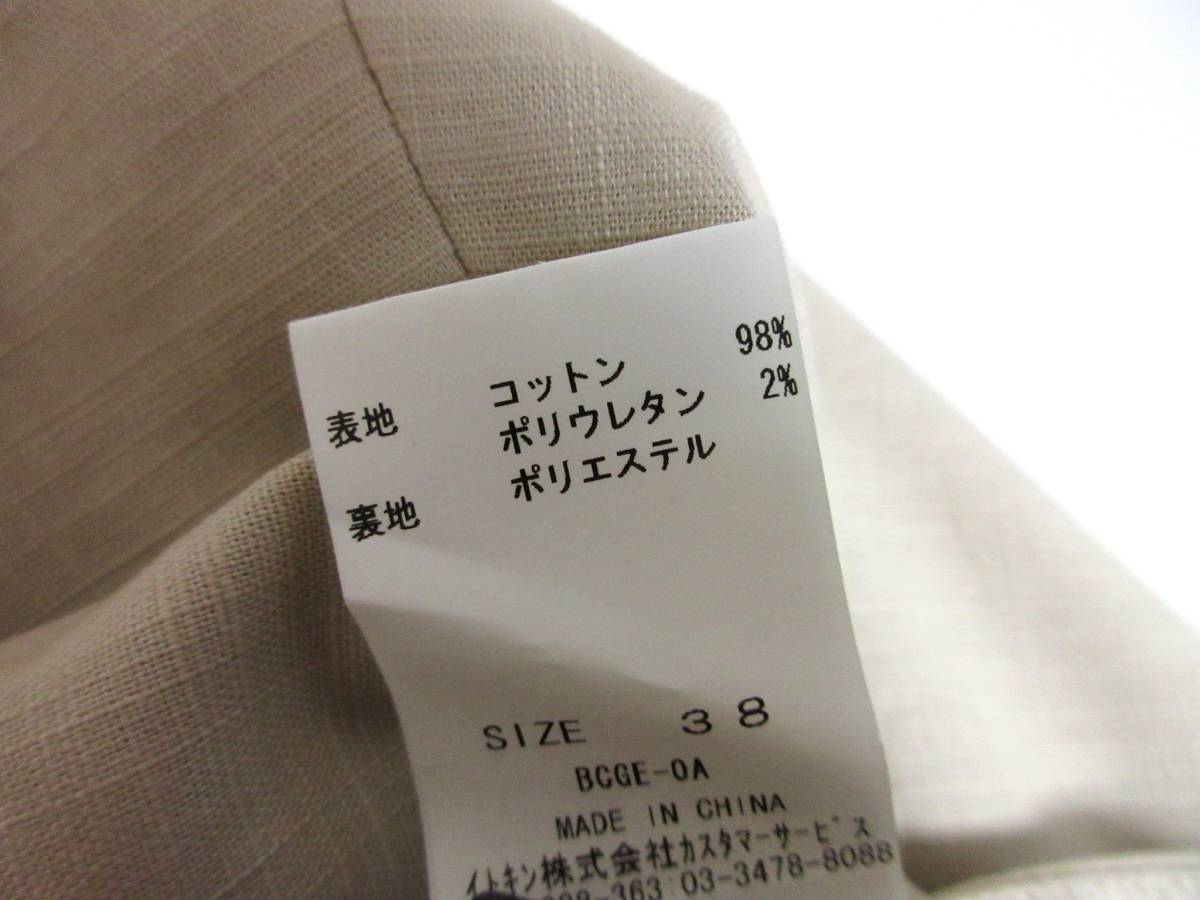 表地 コットン 98%
ポリウレタン 2%
裏地 ポリエステル
SIZE 38
BCGE-0A
MADE IN CHINA
イトキン株式会社カスタマーサービス
363 03-3478-8088